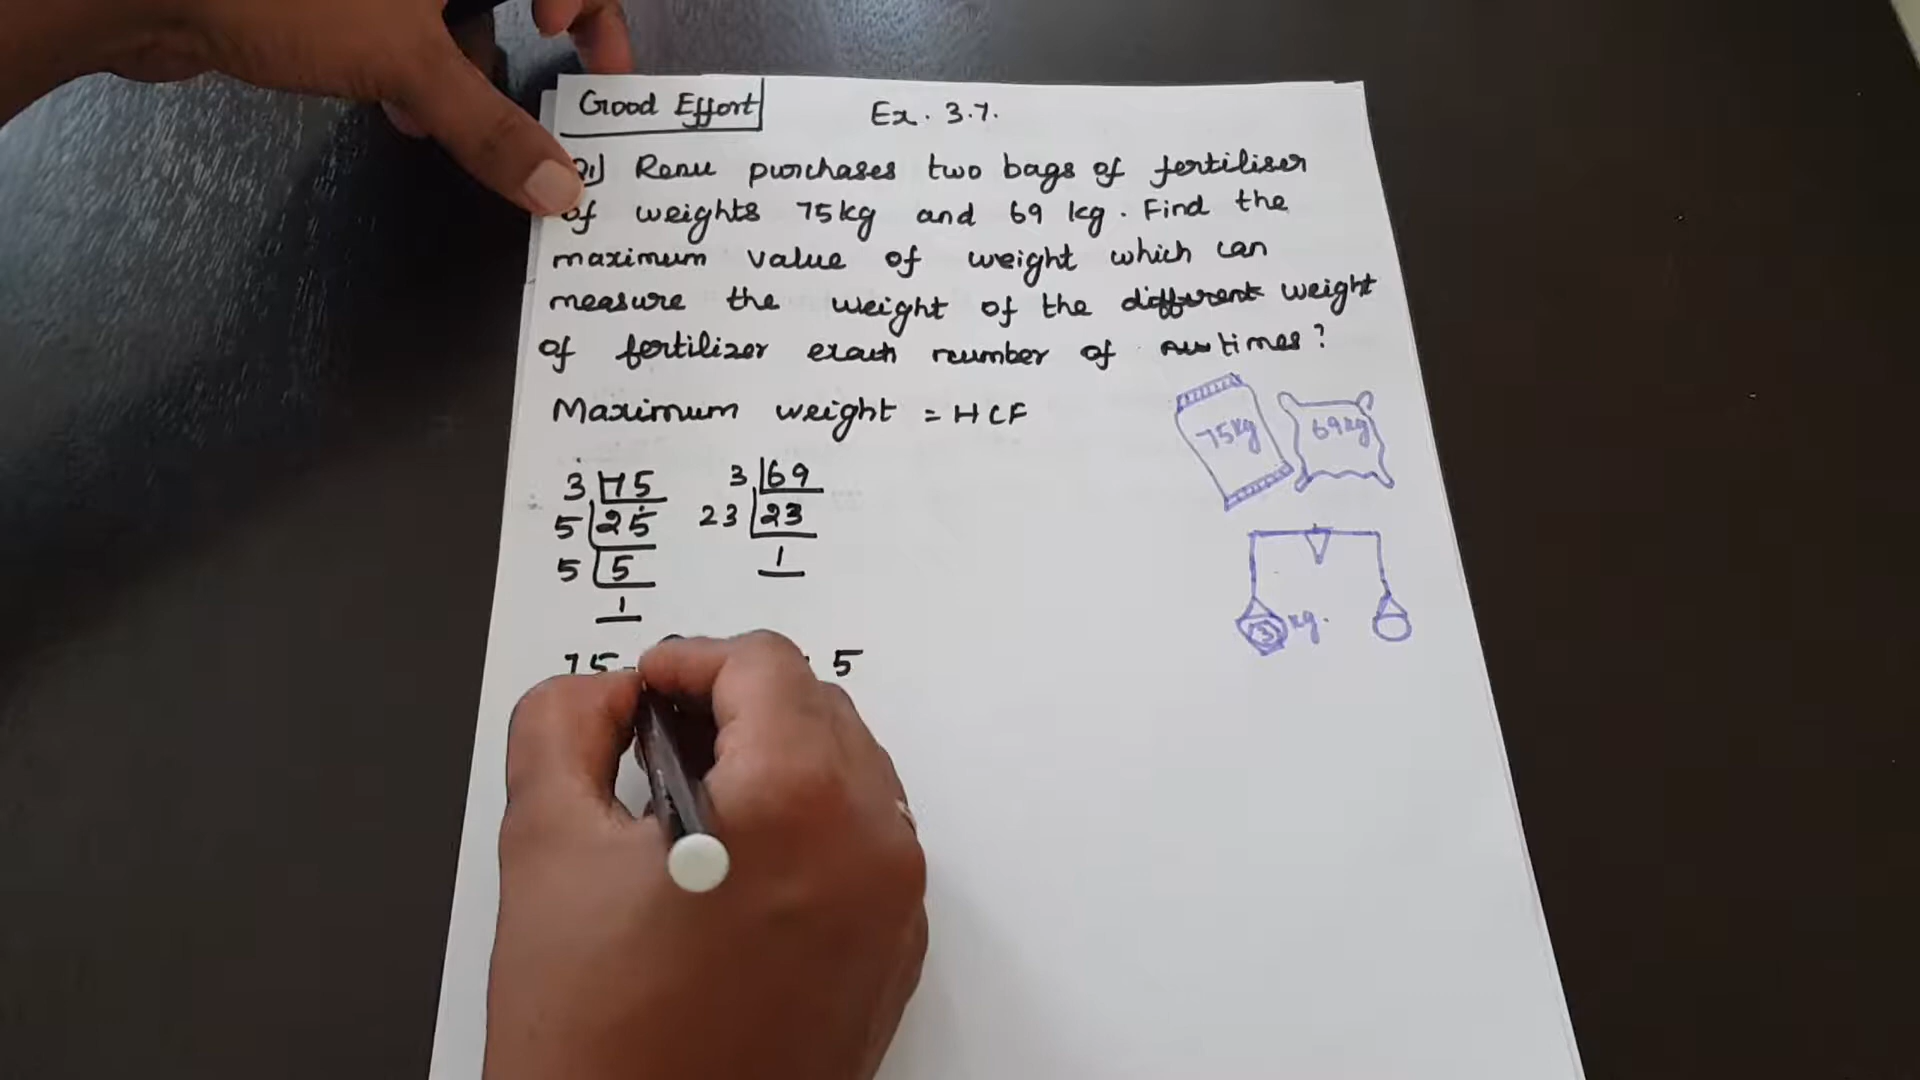 Good Effort
Ex. 3.7.
Q1) Renu purchases two bags of fertiliser
of weights 75kg and 69 kg. Find the
maximum value of weight which can
measure the weight of the different weight
of fertilizer exact number of times?
Maximum weight = HCF
75kg 69kg
3 75 3 69
5 25 23 23
5 5 1
1
3 kg.
75 = 5